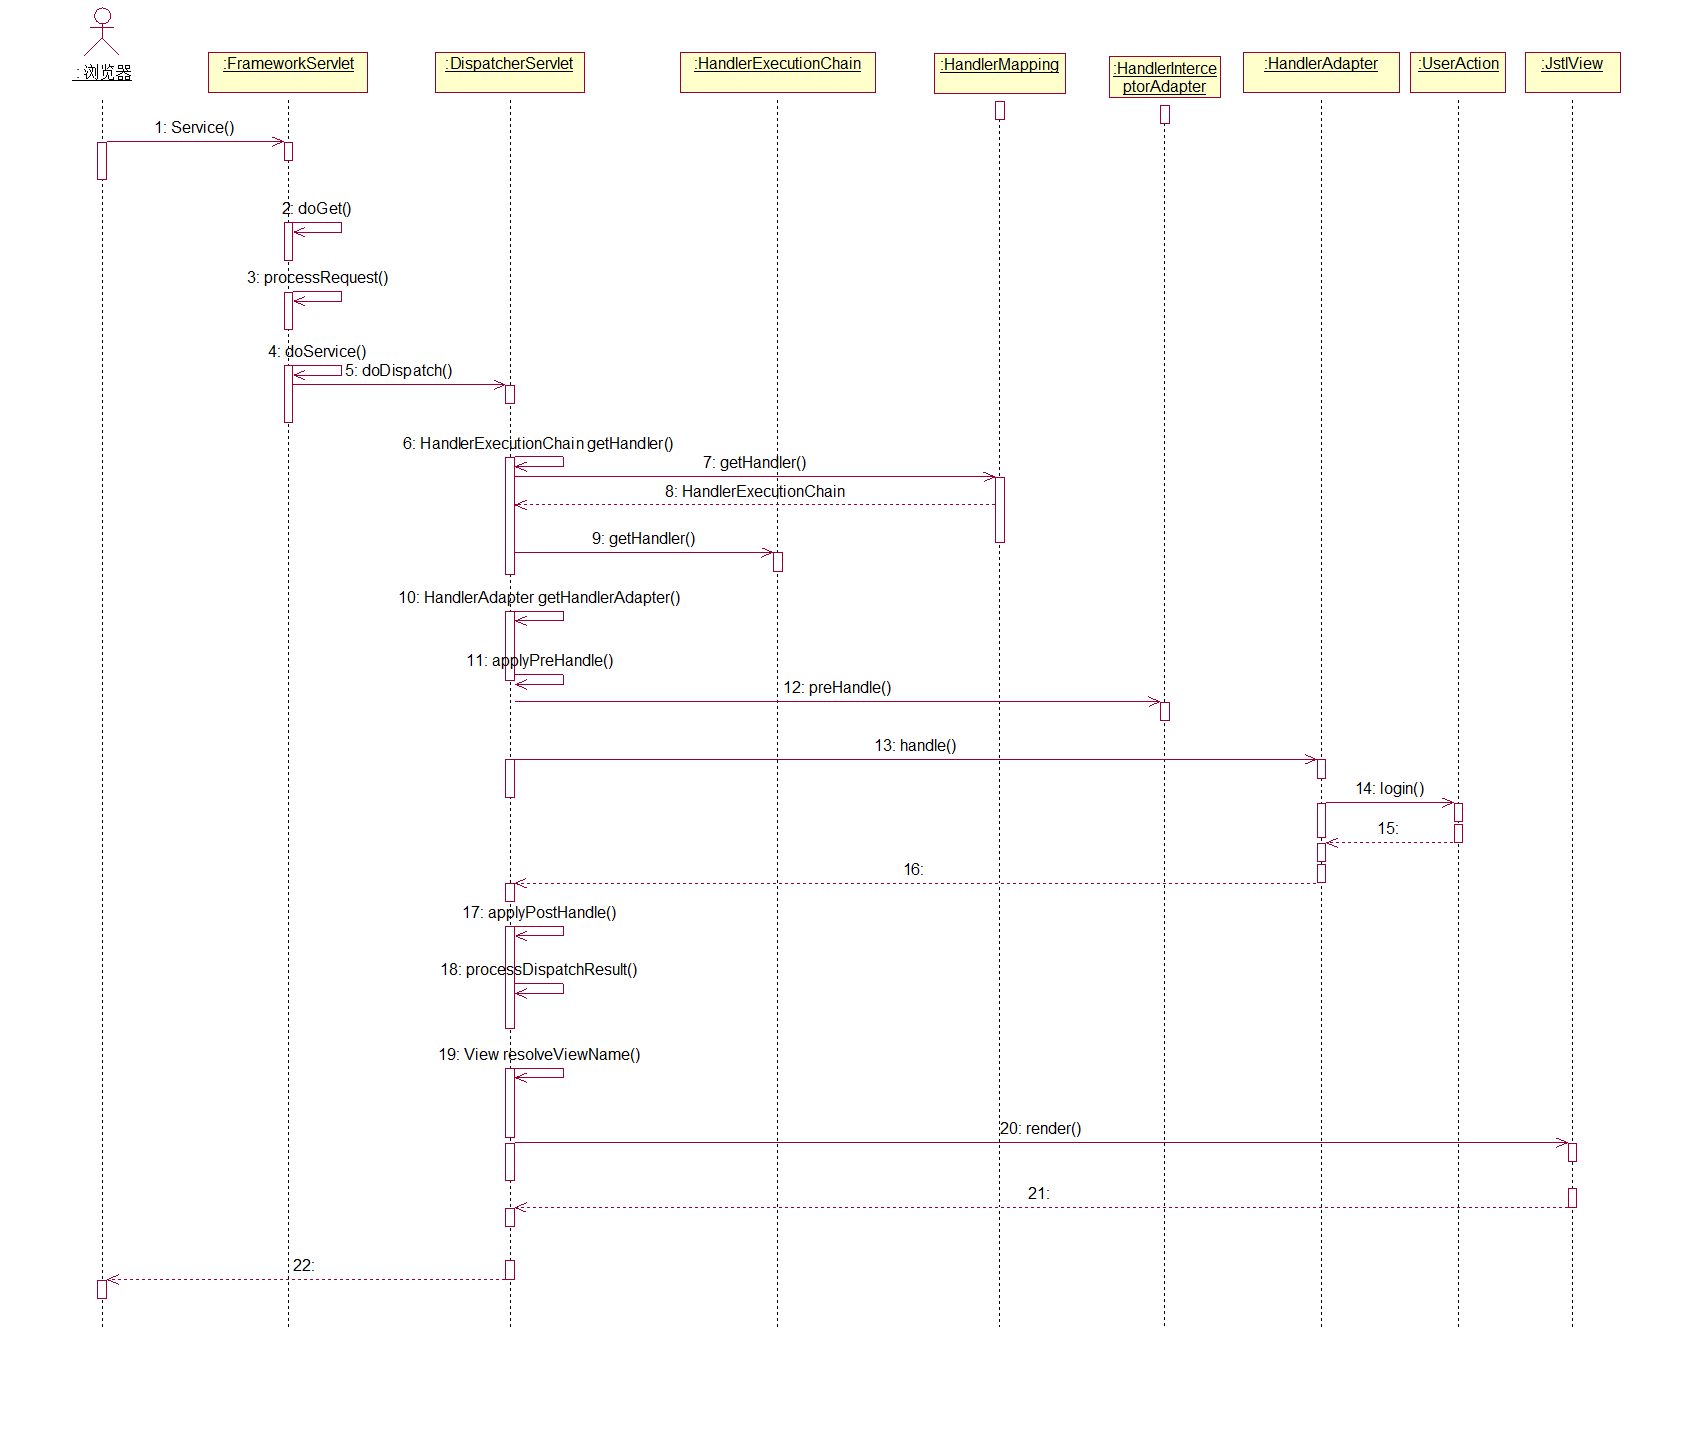 : 浏览器
:FrameworkServlet
:DispatcherServlet
:HandlerExecutionChain
:HandlerMapping
:HandlerInterce
ptorAdapter
:HandlerAdapter
:UserAction
:JstlView
1: Service()
2: doGet()
3: processRequest()
4: doService()
5: doDispatch()
6: HandlerExecutionChain getHandler()
7: getHandler()
8: HandlerExecutionChain
9: getHandler()
10: HandlerAdapter getHandlerAdapter()
11: applyPreHandle()
12: preHandle()
13: handle()
14: login()
15:
16:
17: applyPostHandle()
18: processDispatchResult()
19: View resolveViewName()
20: render()
21:
22: